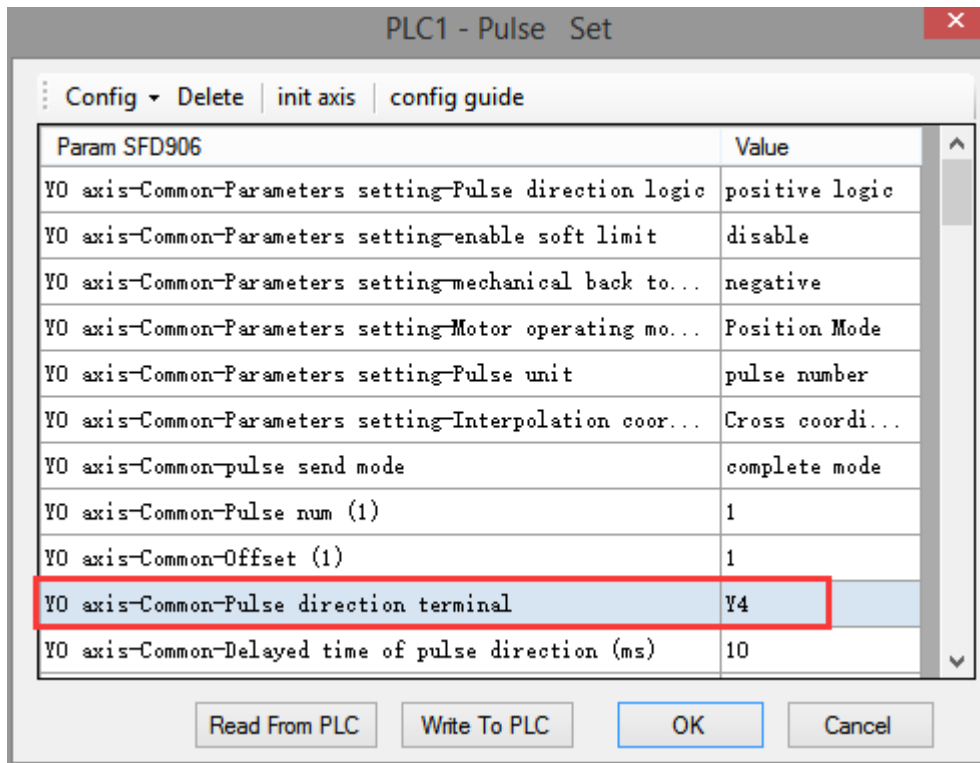 PLC1 - Pulse Set
Config Delete init axis config guide
Param SFD906 Value
Y0 axis-Common-Parameters setting-Pulse direction logic positive logic
Y0 axis-Common-Parameters setting-enable soft limit disable
Y0 axis-Common-Parameters setting-mechanical back to... negative
Y0 axis-Common-Parameters setting-Motor operating mo... Position Mode
Y0 axis-Common-Parameters setting-Pulse unit pulse number
Y0 axis-Common-Parameters setting-Interpolation coor... Cross coordi...
Y0 axis-Common-pulse send mode complete mode
Y0 axis-Common-Pulse num (1) 1
Y0 axis-Common-Offset (1) 1
Y0 axis-Common-Pulse direction terminal Y4
Y0 axis-Common-Delayed time of pulse direction (ms) 10
Read From PLC Write To PLC OK Cancel